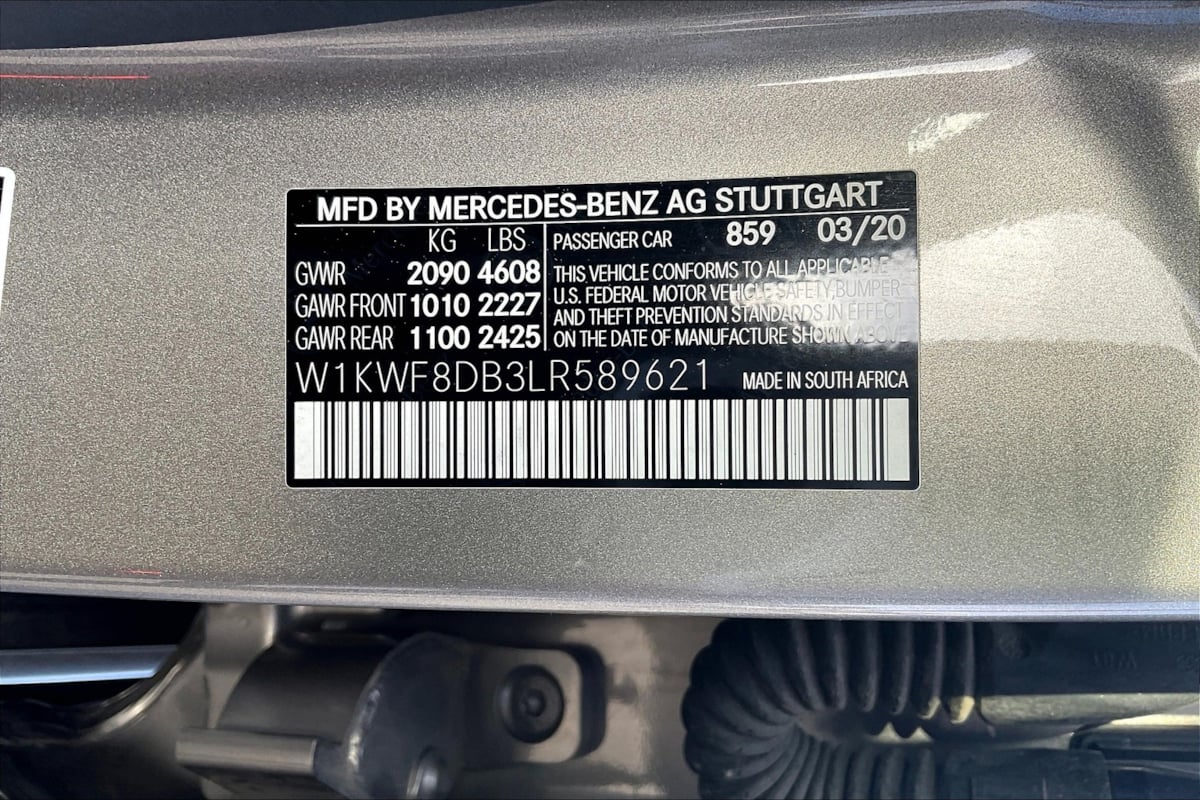 MFD BY MERCEDES-BENZ AG STUTTGART
KG LBS
GVWR 2090 4608
GAWR FRONT 1010 2227
GAWR REAR 1100 2425
PASSENGER CAR 859 03/20
THIS VEHICLE CONFORMS TO ALL APPLICABLE
U.S. FEDERAL MOTOR VEHICLE SAFETY, BUMPER
AND THEFT PREVENTION STANDARDS IN EFFECT
ON THE DATE OF MANUFACTURE SHOWN ABOVE
W1KWF8DB3LR589621 MADE IN SOUTH AFRICA